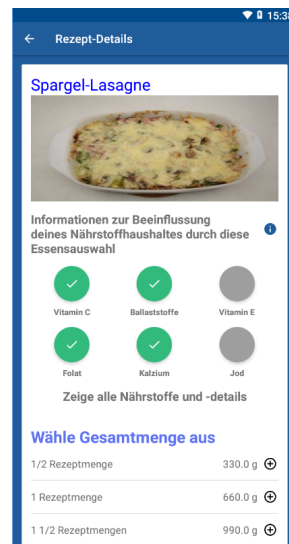 15:38
Rezept-Details
Spargel-Lasagne
Informationen zur Beeinflussung
deines Nährstoffhaushaltes durch diese
Essensauswahl
Vitamin C Ballaststoffe Vitamin E
Folat Kalzium Jod
Zeige alle Nährstoffe und -details
Wähle Gesamtmenge aus
1/2 Rezeptmenge 330.0 g
1 Rezeptmenge 660.0 g
1 1/2 Rezeptmengen 990.0 g